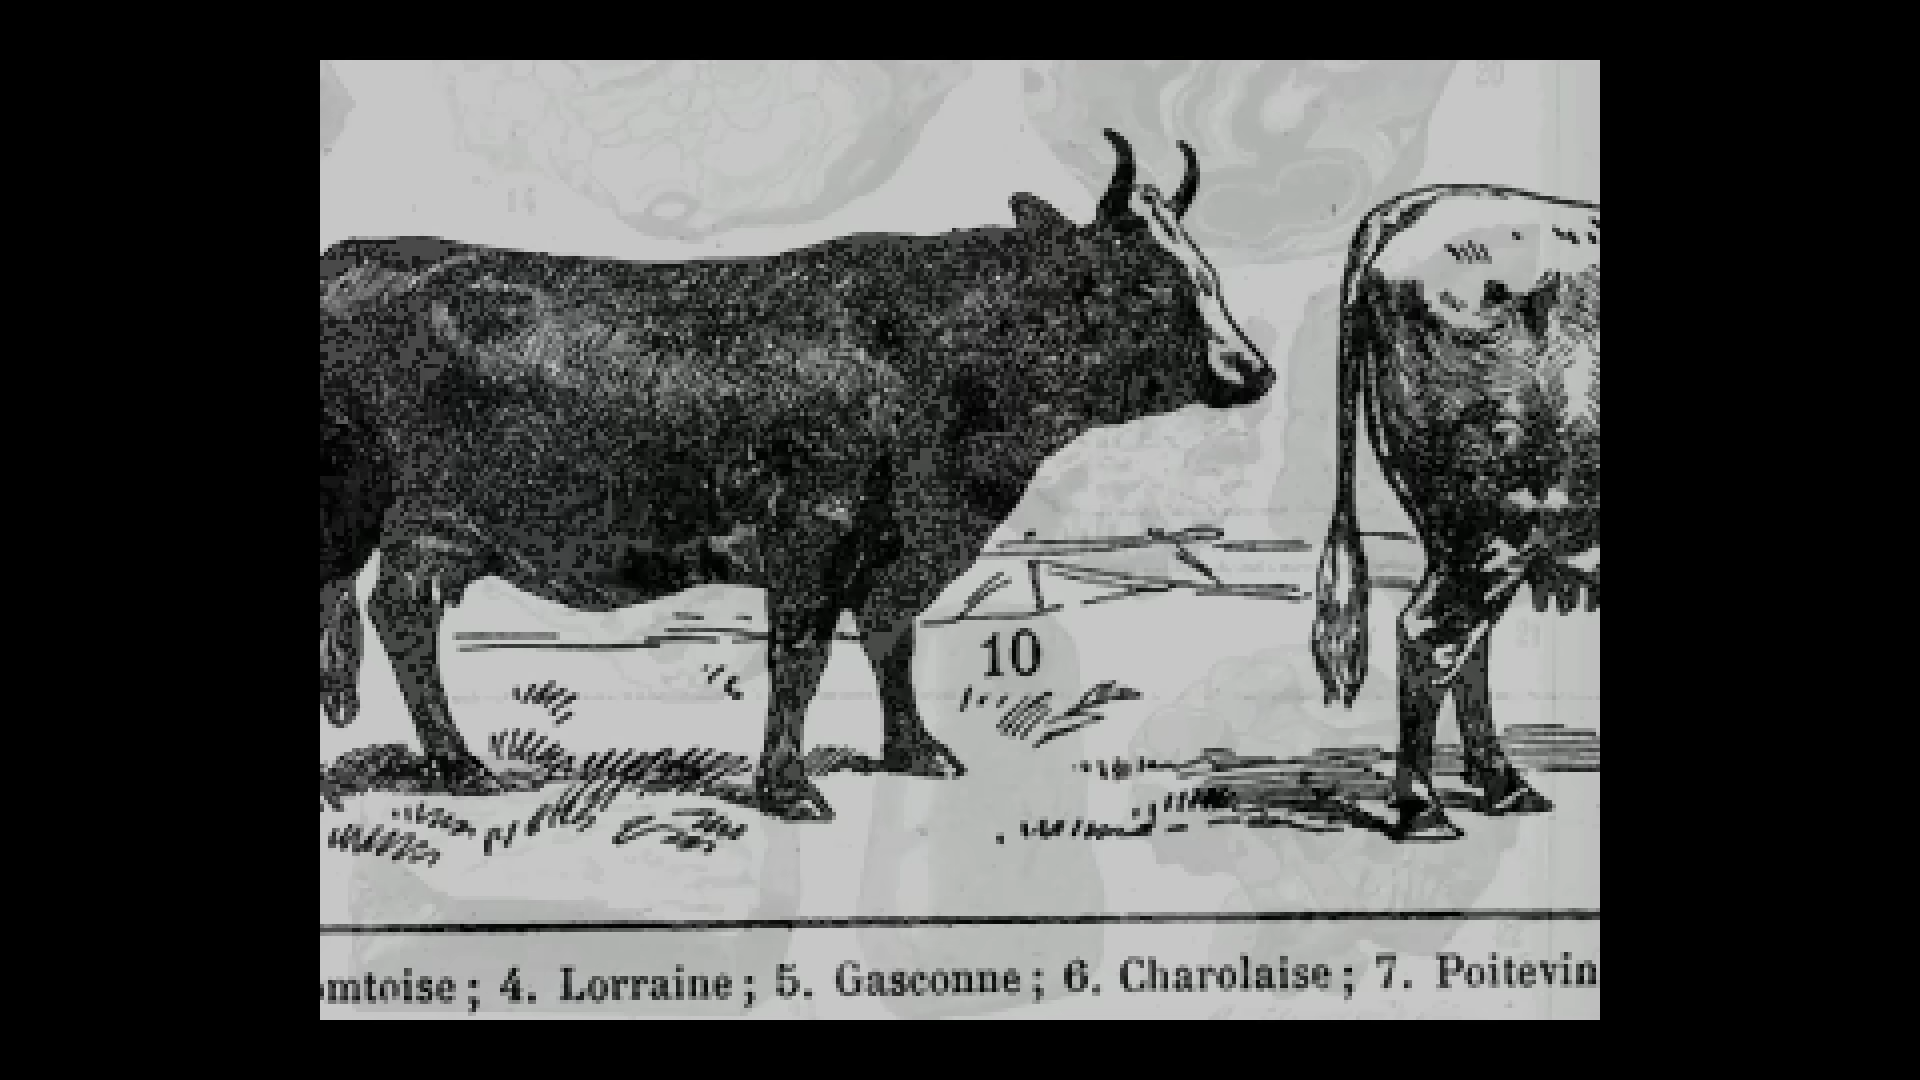 10
omtoise; 4. Lorraine; 5. Gasconne; 6. Charolaise; 7. Poitevin